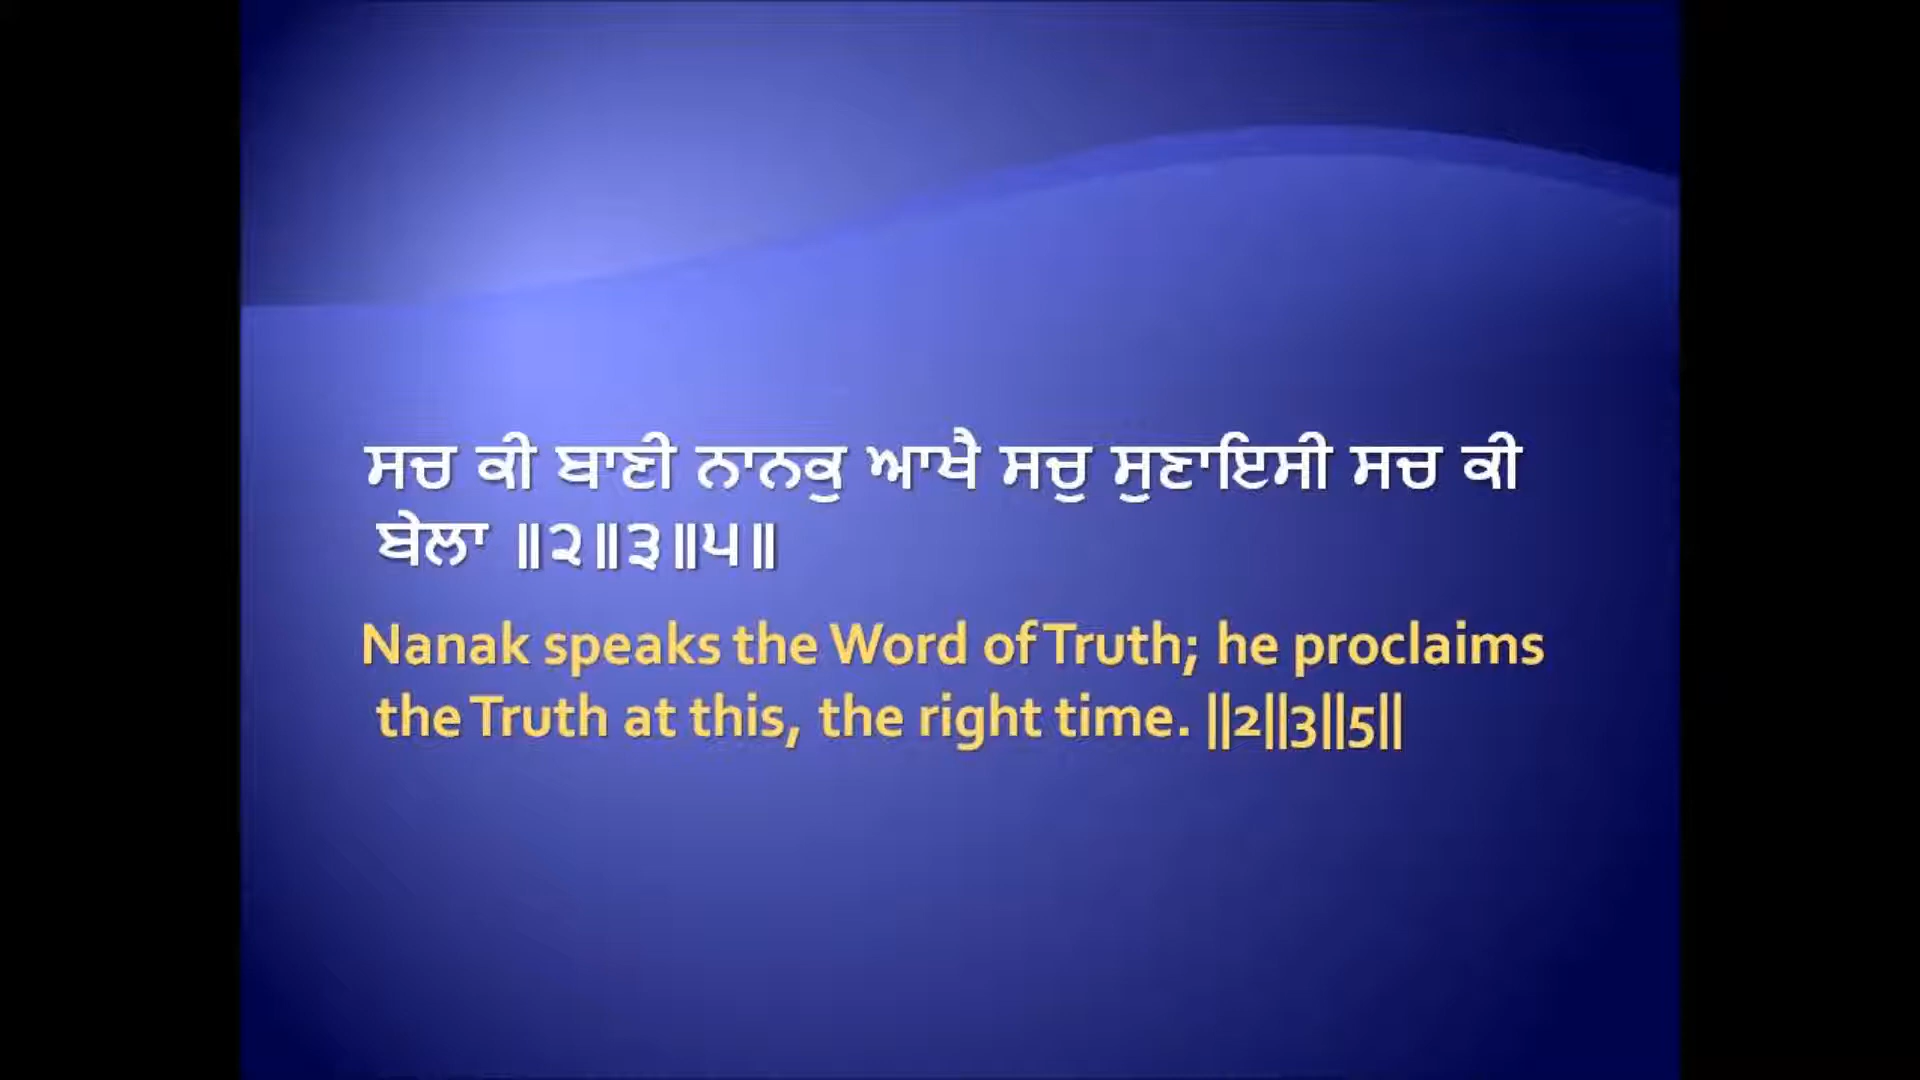 ਸਚ ਕੀ ਬਾਣੀ ਨਾਨਕੁ ਆਖੈ ਸਚੁ ਸੁਣਾਇਸੀ ਸਚ ਕੀ
ਬੇਲਾ ॥੨॥੩॥੫॥
Nanak speaks the Word of Truth; he proclaims
the Truth at this, the right time. ||2||3||5||